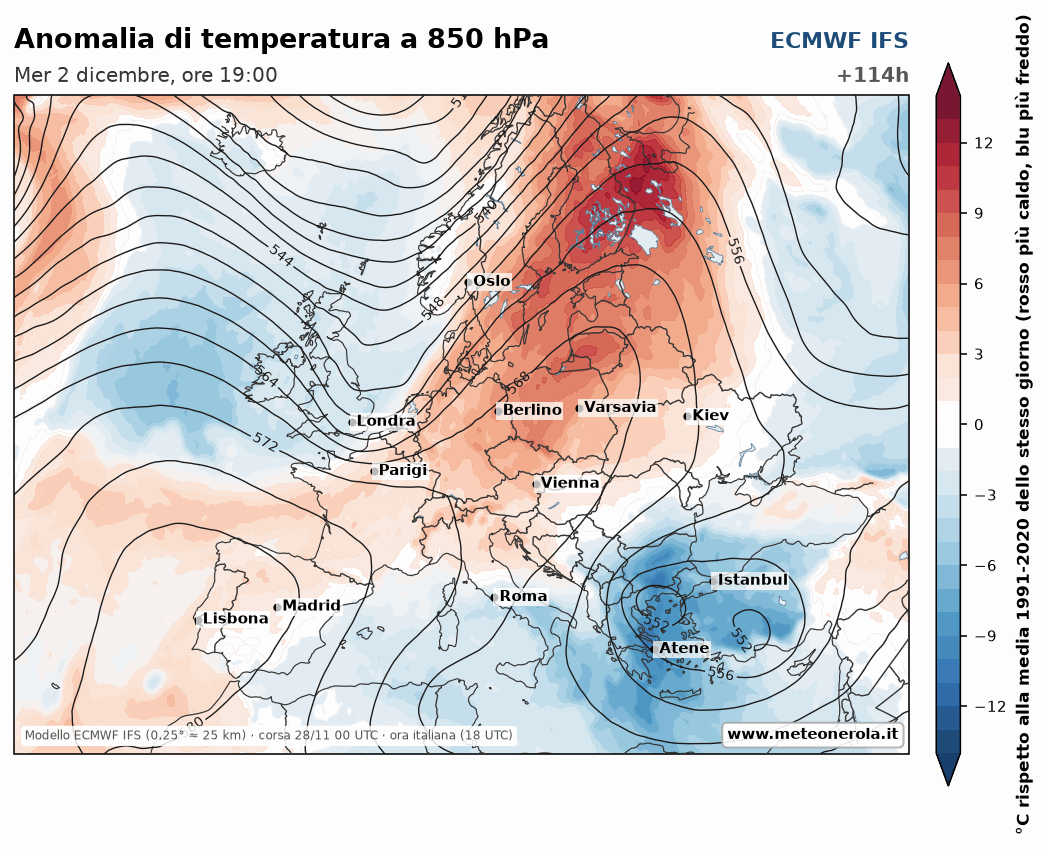 Anomalia di temperatura a 850 hPa
ECMWF IFS
Mer 2 dicembre, ore 19:00
+114h
540
544
548
556
564
568
572
Oslo
Londra
Berlino
Varsavia
Kiev
Parigi
Vienna
Istanbul
Roma
Madrid
Lisbona
Atene
552
552
556
Modello ECMWF IFS (0,25° ≈ 25 km) · corsa 28/11 00 UTC · ora italiana (18 UTC)
www.meteonerola.it
12
9
6
3
0
−3
−6
−9
−12
°C rispetto alla media 1991-2020 dello stesso giorno (rosso più caldo, blu più freddo)